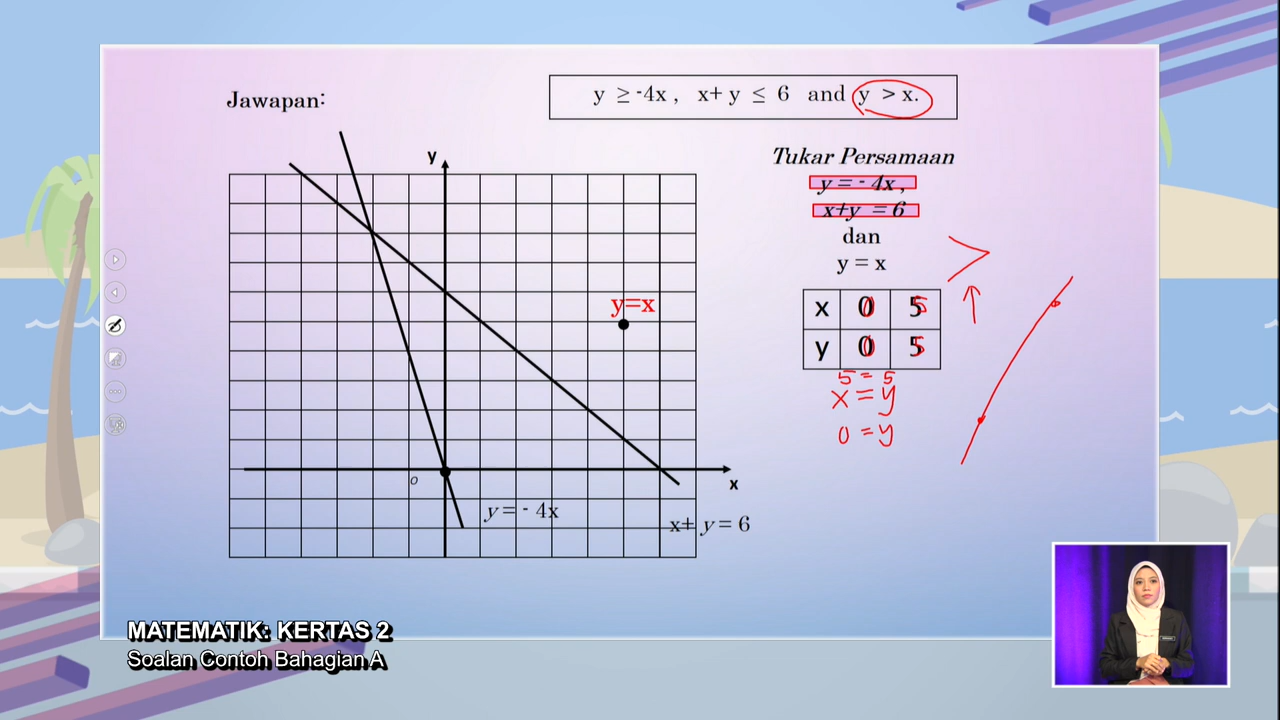 Jawapan:
y ≥ -4x , x+ y ≤ 6 and y > x.
Tukar Persamaan
y = - 4x ,
x+y = 6
dan
y = x
>
x 0 5
y 0 5
5 = 5
x = y
0 = y
y
y=x
o
x
y = - 4x
x+ y = 6
MATEMATIK: KERTAS 2
Soalan Contoh Bahagian A